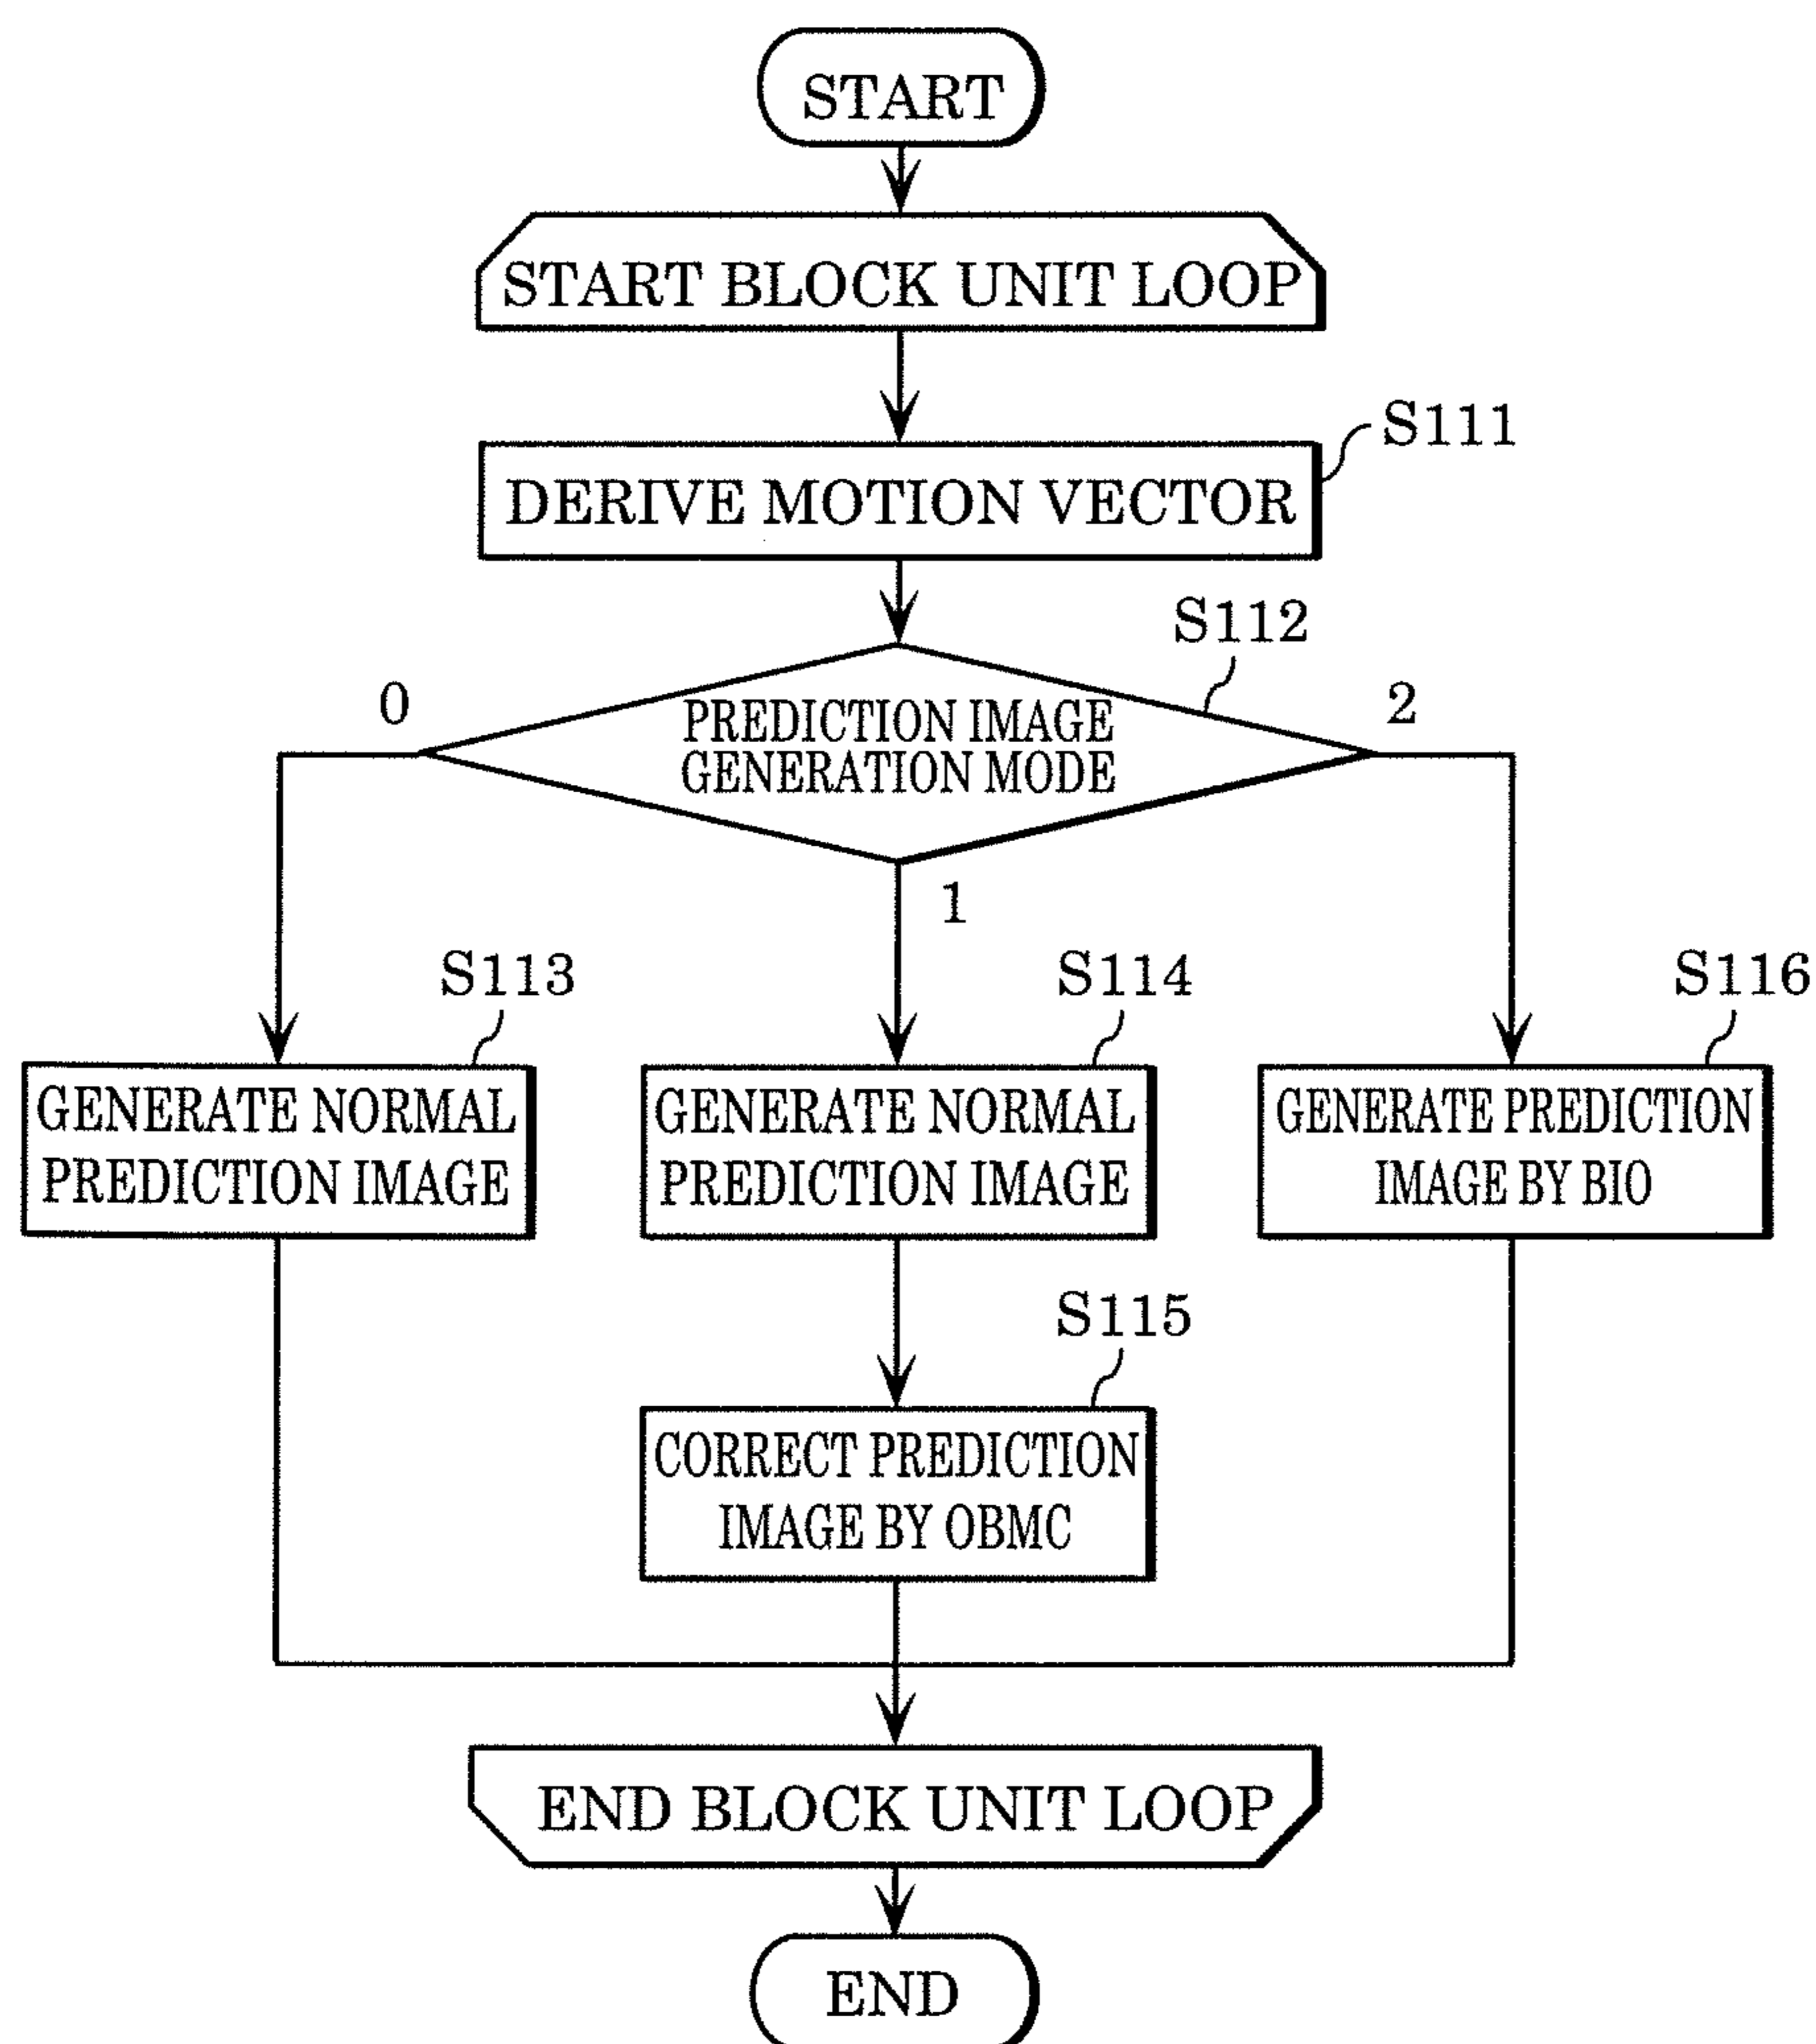 START
START BLOCK UNIT LOOP
S111
DERIVE MOTION VECTOR
S112
0
2
PREDICTION IMAGE
GENERATION MODE
1
S113
S114
S116
GENERATE NORMAL
PREDICTION IMAGE
GENERATE NORMAL
PREDICTION IMAGE
GENERATE PREDICTION
IMAGE BY BIO
S115
CORRECT PREDICTION
IMAGE BY OBMC
END BLOCK UNIT LOOP
END